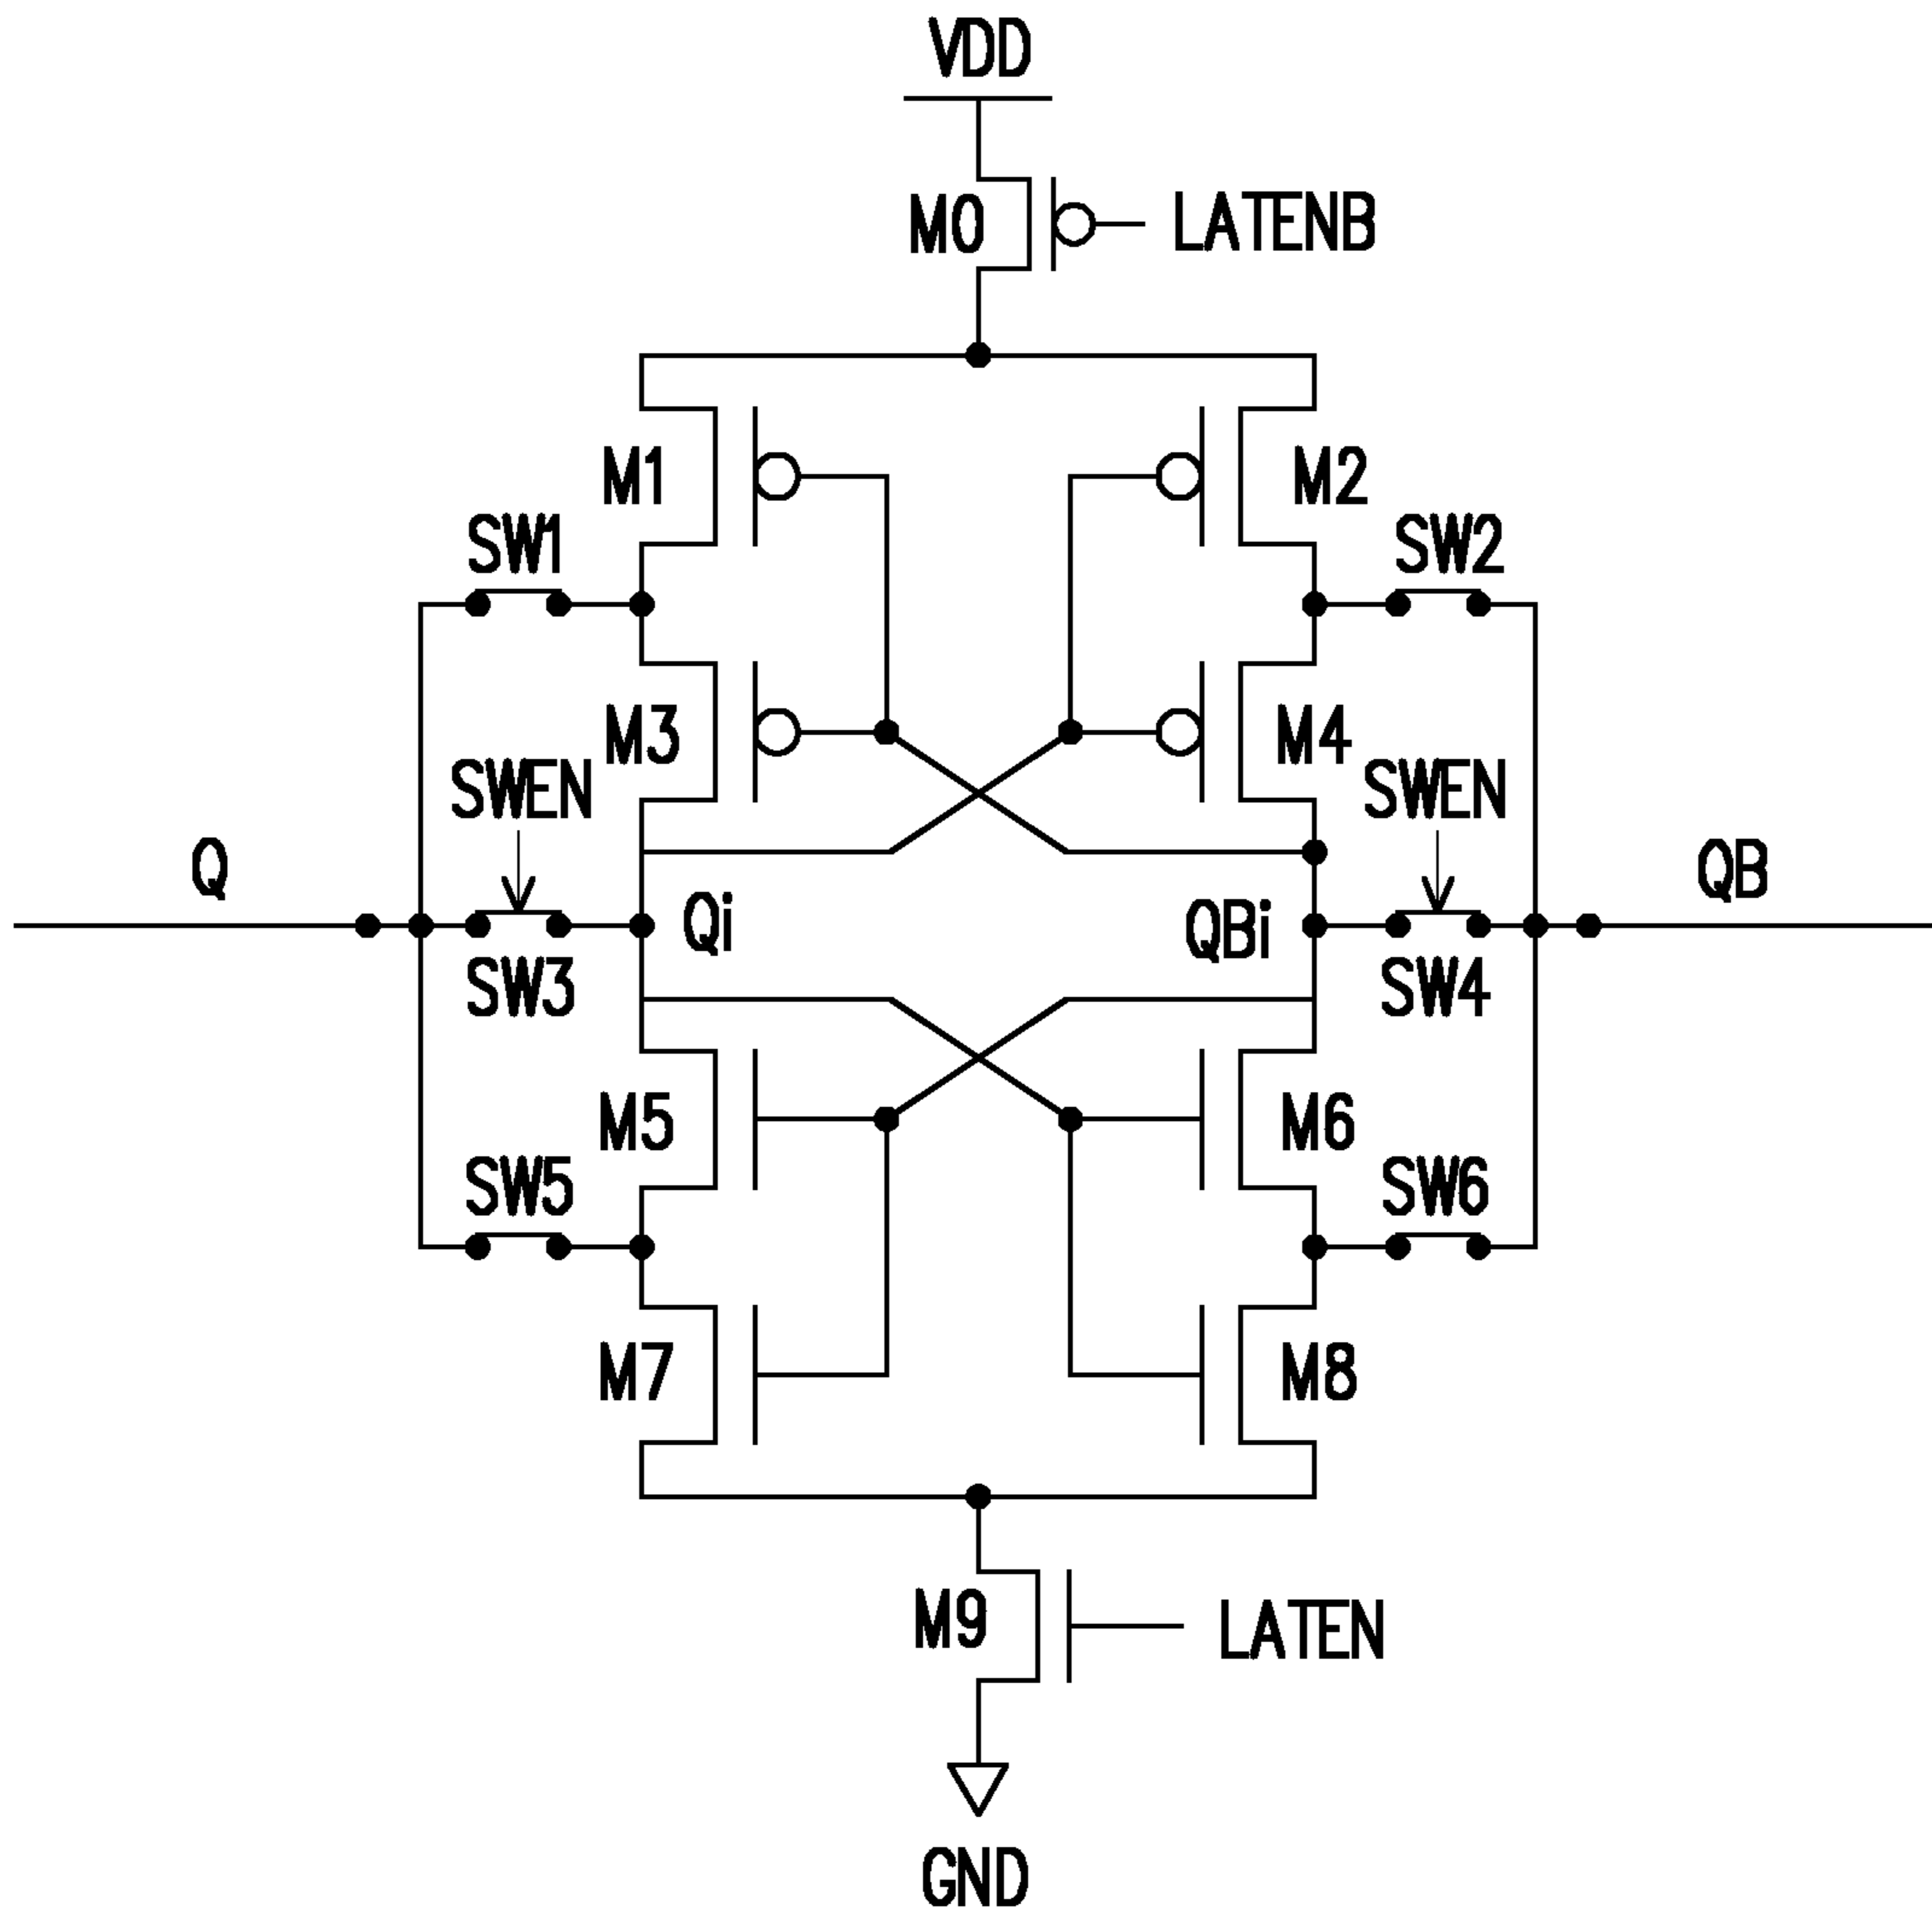 VDD
M0
LATENB
M1
M2
SW1
SW2
M3
M4
SWEN
SWEN
Q
QB
Qi
QBi
SW3
SW4
M5
M6
SW5
SW6
M7
M8
M9
LATEN
GND